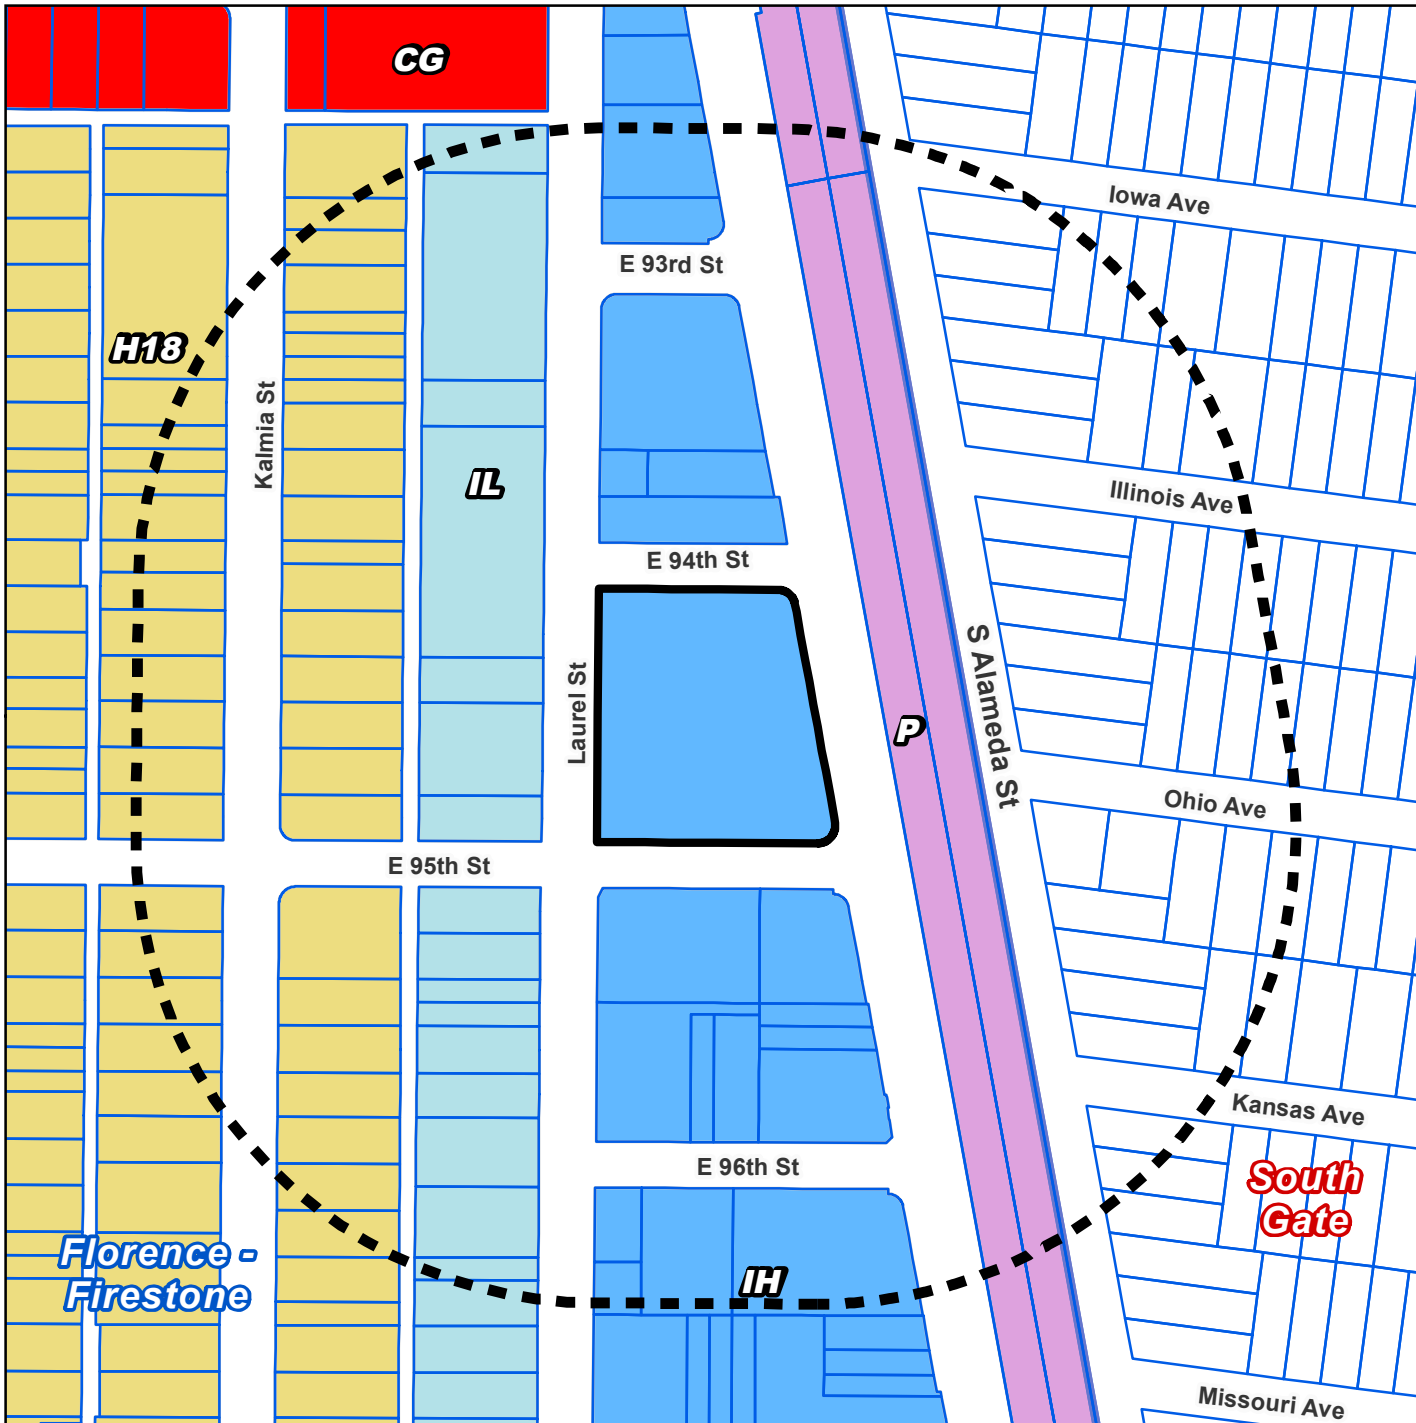 CG
Iowa Ave
E 93rd St
H18
Kalmia St
IL
Illinois Ave
E 94th St
Laurel St
S Alameda St
P
Ohio Ave
E 95th St
Kansas Ave
E 96th St
South
Gate
Florence -
Firestone
IH
Missouri Ave